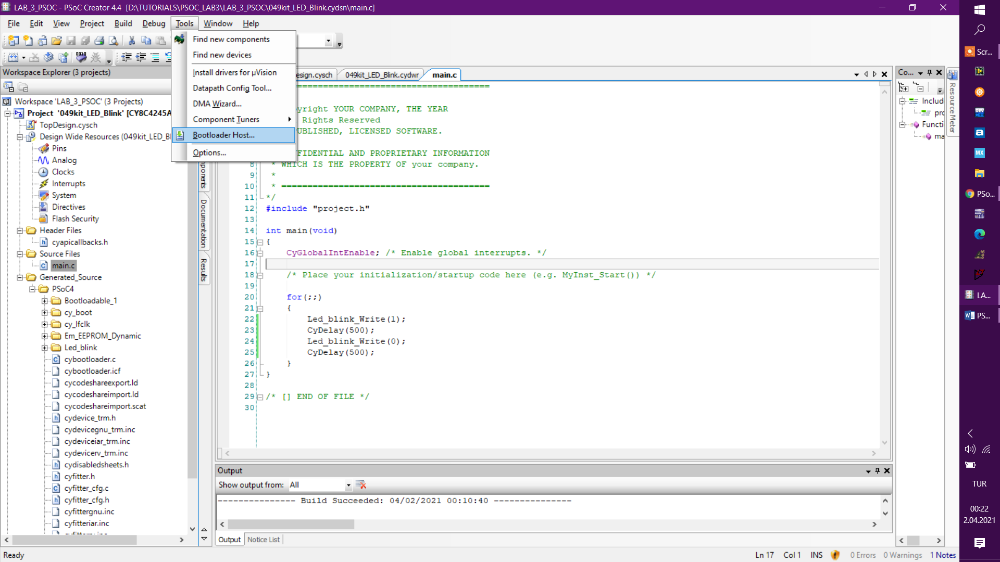 LAB_3_PSOC - PSoC Creator 4.4 [D:\TUTORIALS\PSOC_LAB3\LAB_3_PSOC\049kit_LED_Blink.cydsn\main.c]
File Edit View Project Build Debug Tools Window Help
Find new components
Find new devices
Install drivers for µVision
Datapath Config Tool...
DMA Wizard...
Component Tuners
Bootloader Host...
Options...
Workspace Explorer (3 projects)
Workspace 'LAB_3_PSOC' (3 Projects)
Project '049kit_LED_Blink' [CY8C4245A
TopDesign.cysch
Design Wide Resources (049kit_LED_Bl
Pins
Analog
Clocks
Interrupts
System
Directives
Flash Security
Header Files
cyapicallbacks.h
Source Files
main.c
Generated_Source
PSoC4
Bootloadable_1
cy_boot
cy_lfclk
Em_EEPROM_Dynamic
Led_blink
cybootloader.c
cybootloader.icf
cycodeshareexport.ld
cycodeshareimport.ld
cycodeshareimport.scat
cydevice_trm.h
cydevicegnu_trm.inc
cydeviceiar_trm.inc
cydevicerv_trm.inc
cydisabledsheets.h
cyfitter.h
cyfitter_cfg.c
cyfitter_cfg.h
cyfittergnu.inc
cyfitteriar.inc
ponents
Documentation
Results
esign.cysch 049kit_LED_Blink.cydwr main.c
========================================
yright YOUR COMPANY, THE YEAR
Rights Reserved
UBLISHED, LICENSED SOFTWARE.
FIDENTIAL AND PROPRIETARY INFORMATION
8 * WHICH IS THE PROPERTY OF your company.
9 *
10 * ========================================
11 */
12 #include "project.h"
13
14 int main(void)
15 {
16 CyGlobalIntEnable; /* Enable global interrupts. */
17
18 /* Place your initialization/startup code here (e.g. MyInst_Start()) */
19
20 for(;;)
21 {
22 Led_blink_Write(1);
23 CyDelay(500);
24 Led_blink_Write(0);
25 CyDelay(500);
26 }
27 }
28
29 /* [] END OF FILE */
30
Output
Show output from: All
--------------- Build Succeeded: 04/02/2021 00:10:40 ---------------
Output Notice List
Co...
Includ
pro
Functi
ma
Resource Meter
Ready
Ln 17 Col 1 INS 0 Errors 0 Warnings 1 Notes
Scr...
DEV
a
MX
PSo...
LA...
PS...
TUR
00:22
2.04.2021